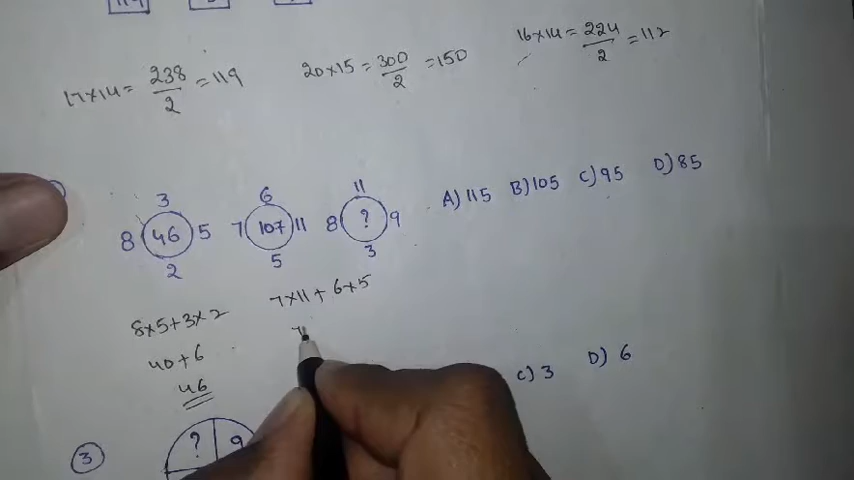 17×14 = 238/2 = 119
20×15 = 300/2 = 150
16×14 = 224/2 = 112
3
8 46 5
2
6
7 107 11
5
11
8 ? 9
3
A) 115 B) 105 C) 95 D) 85
8×5+3×2
40+6
46
7×11+6×5
C) 3 D) 6
3
? 9